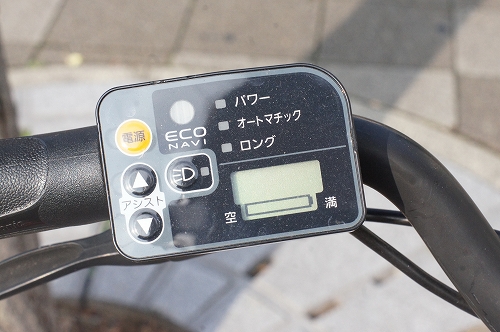 パワー
オートマチック
ロング
電源
ECO
NAVI
アシスト
空 満